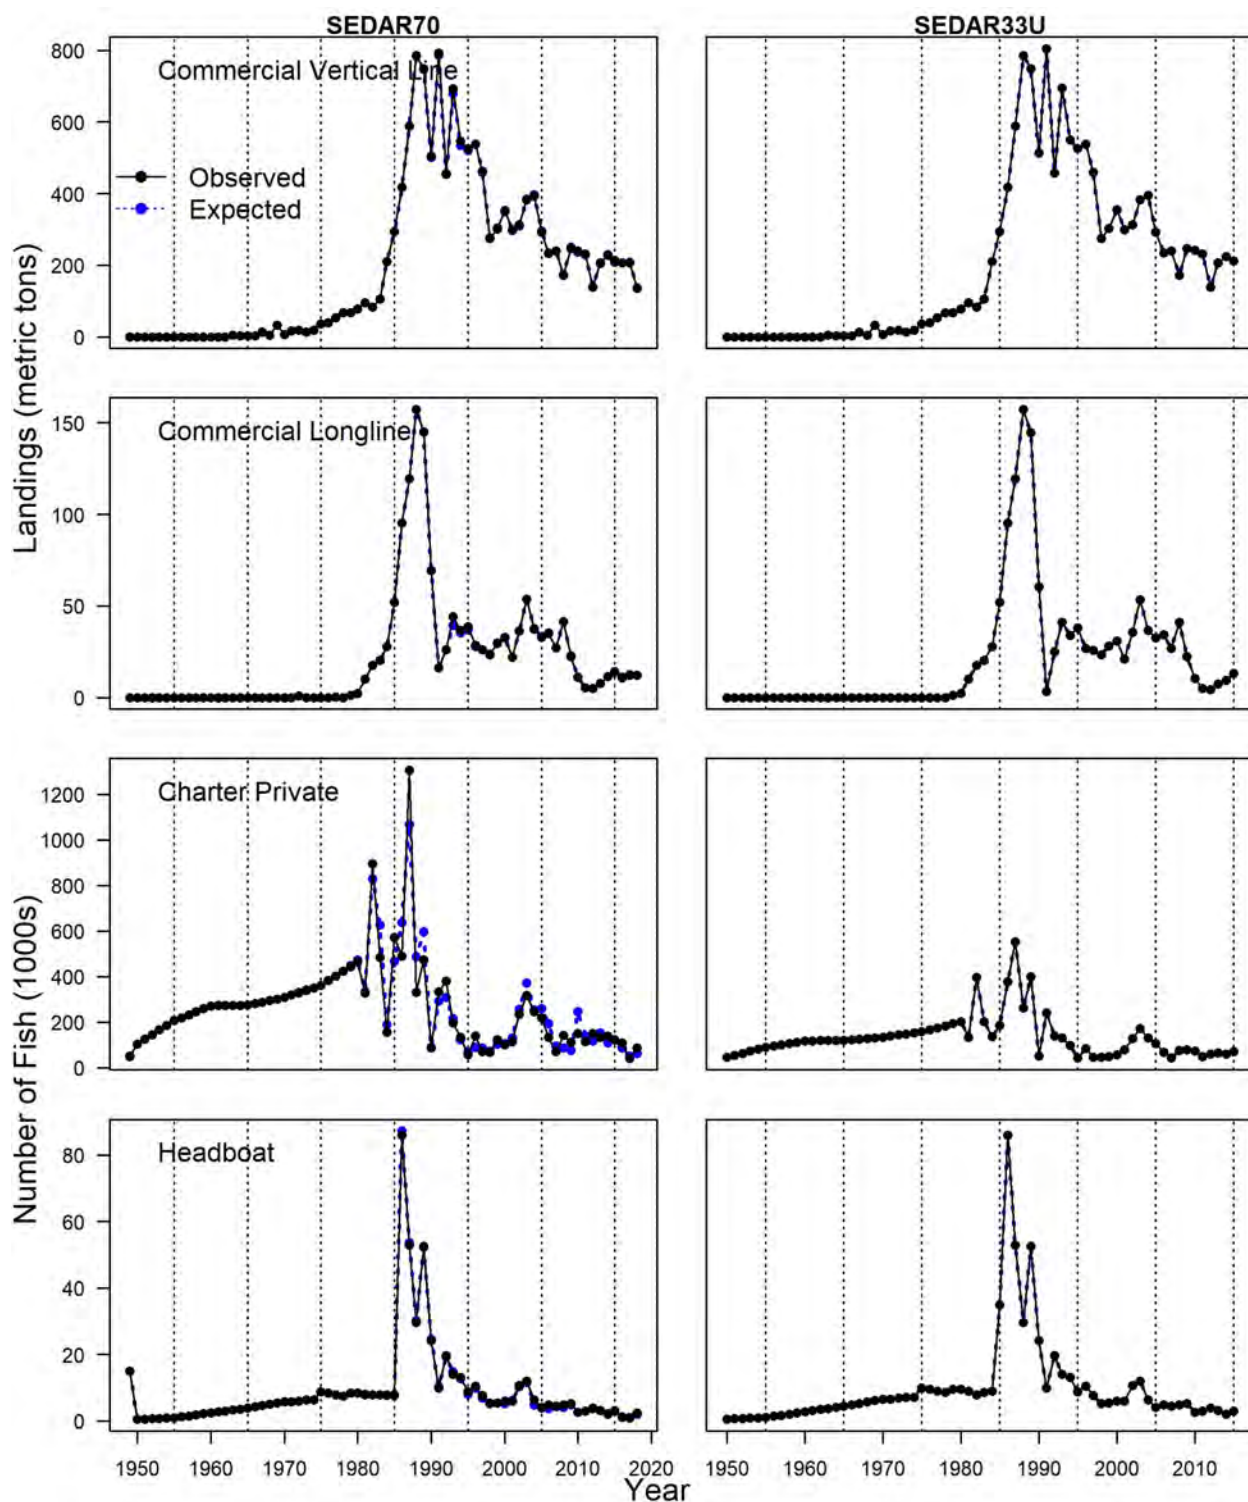 SEDAR70 SEDAR33U
Commercial Vertical Line
800
600
400
200
0
Observed
Expected
Landings (metric tons)
Commercial Longline
150
100
50
0
Charter Private
1200
1000
800
600
400
200
0
Number of Fish (1000s)
Headboat
80
60
40
20
0
1950 1960 1970 1980 1990 2000 2010 2020 1950 1960 1970 1980 1990 2000 2010
Year